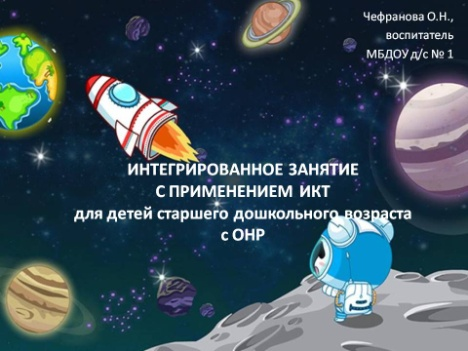 Чефранова О.Н.,
воспитатель
МБДОУ д/с № 1
ИНТЕГРИРОВАННОЕ ЗАНЯТИЕ
С ПРИМЕНЕНИЕМ ИКТ
для детей старшего дошкольного возраста
с ОНР